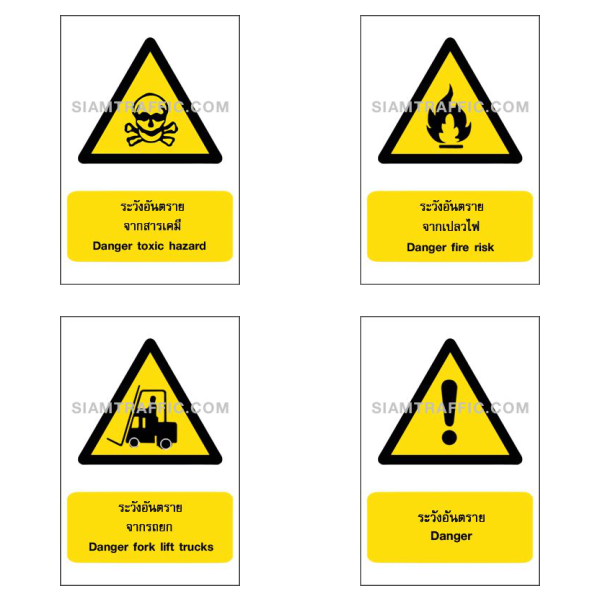 SIAMTRAFFIC.COM
ระวังอันตราย
จากสารเคมี
Danger toxic hazard
SIAMTRAFFIC.COM
ระวังอันตราย
จากเปลวไฟ
Danger fire risk
SIAMTRAFFIC.COM
ระวังอันตราย
จากรถยก
Danger fork lift trucks
SIAMTRAFFIC.COM
ระวังอันตราย
Danger